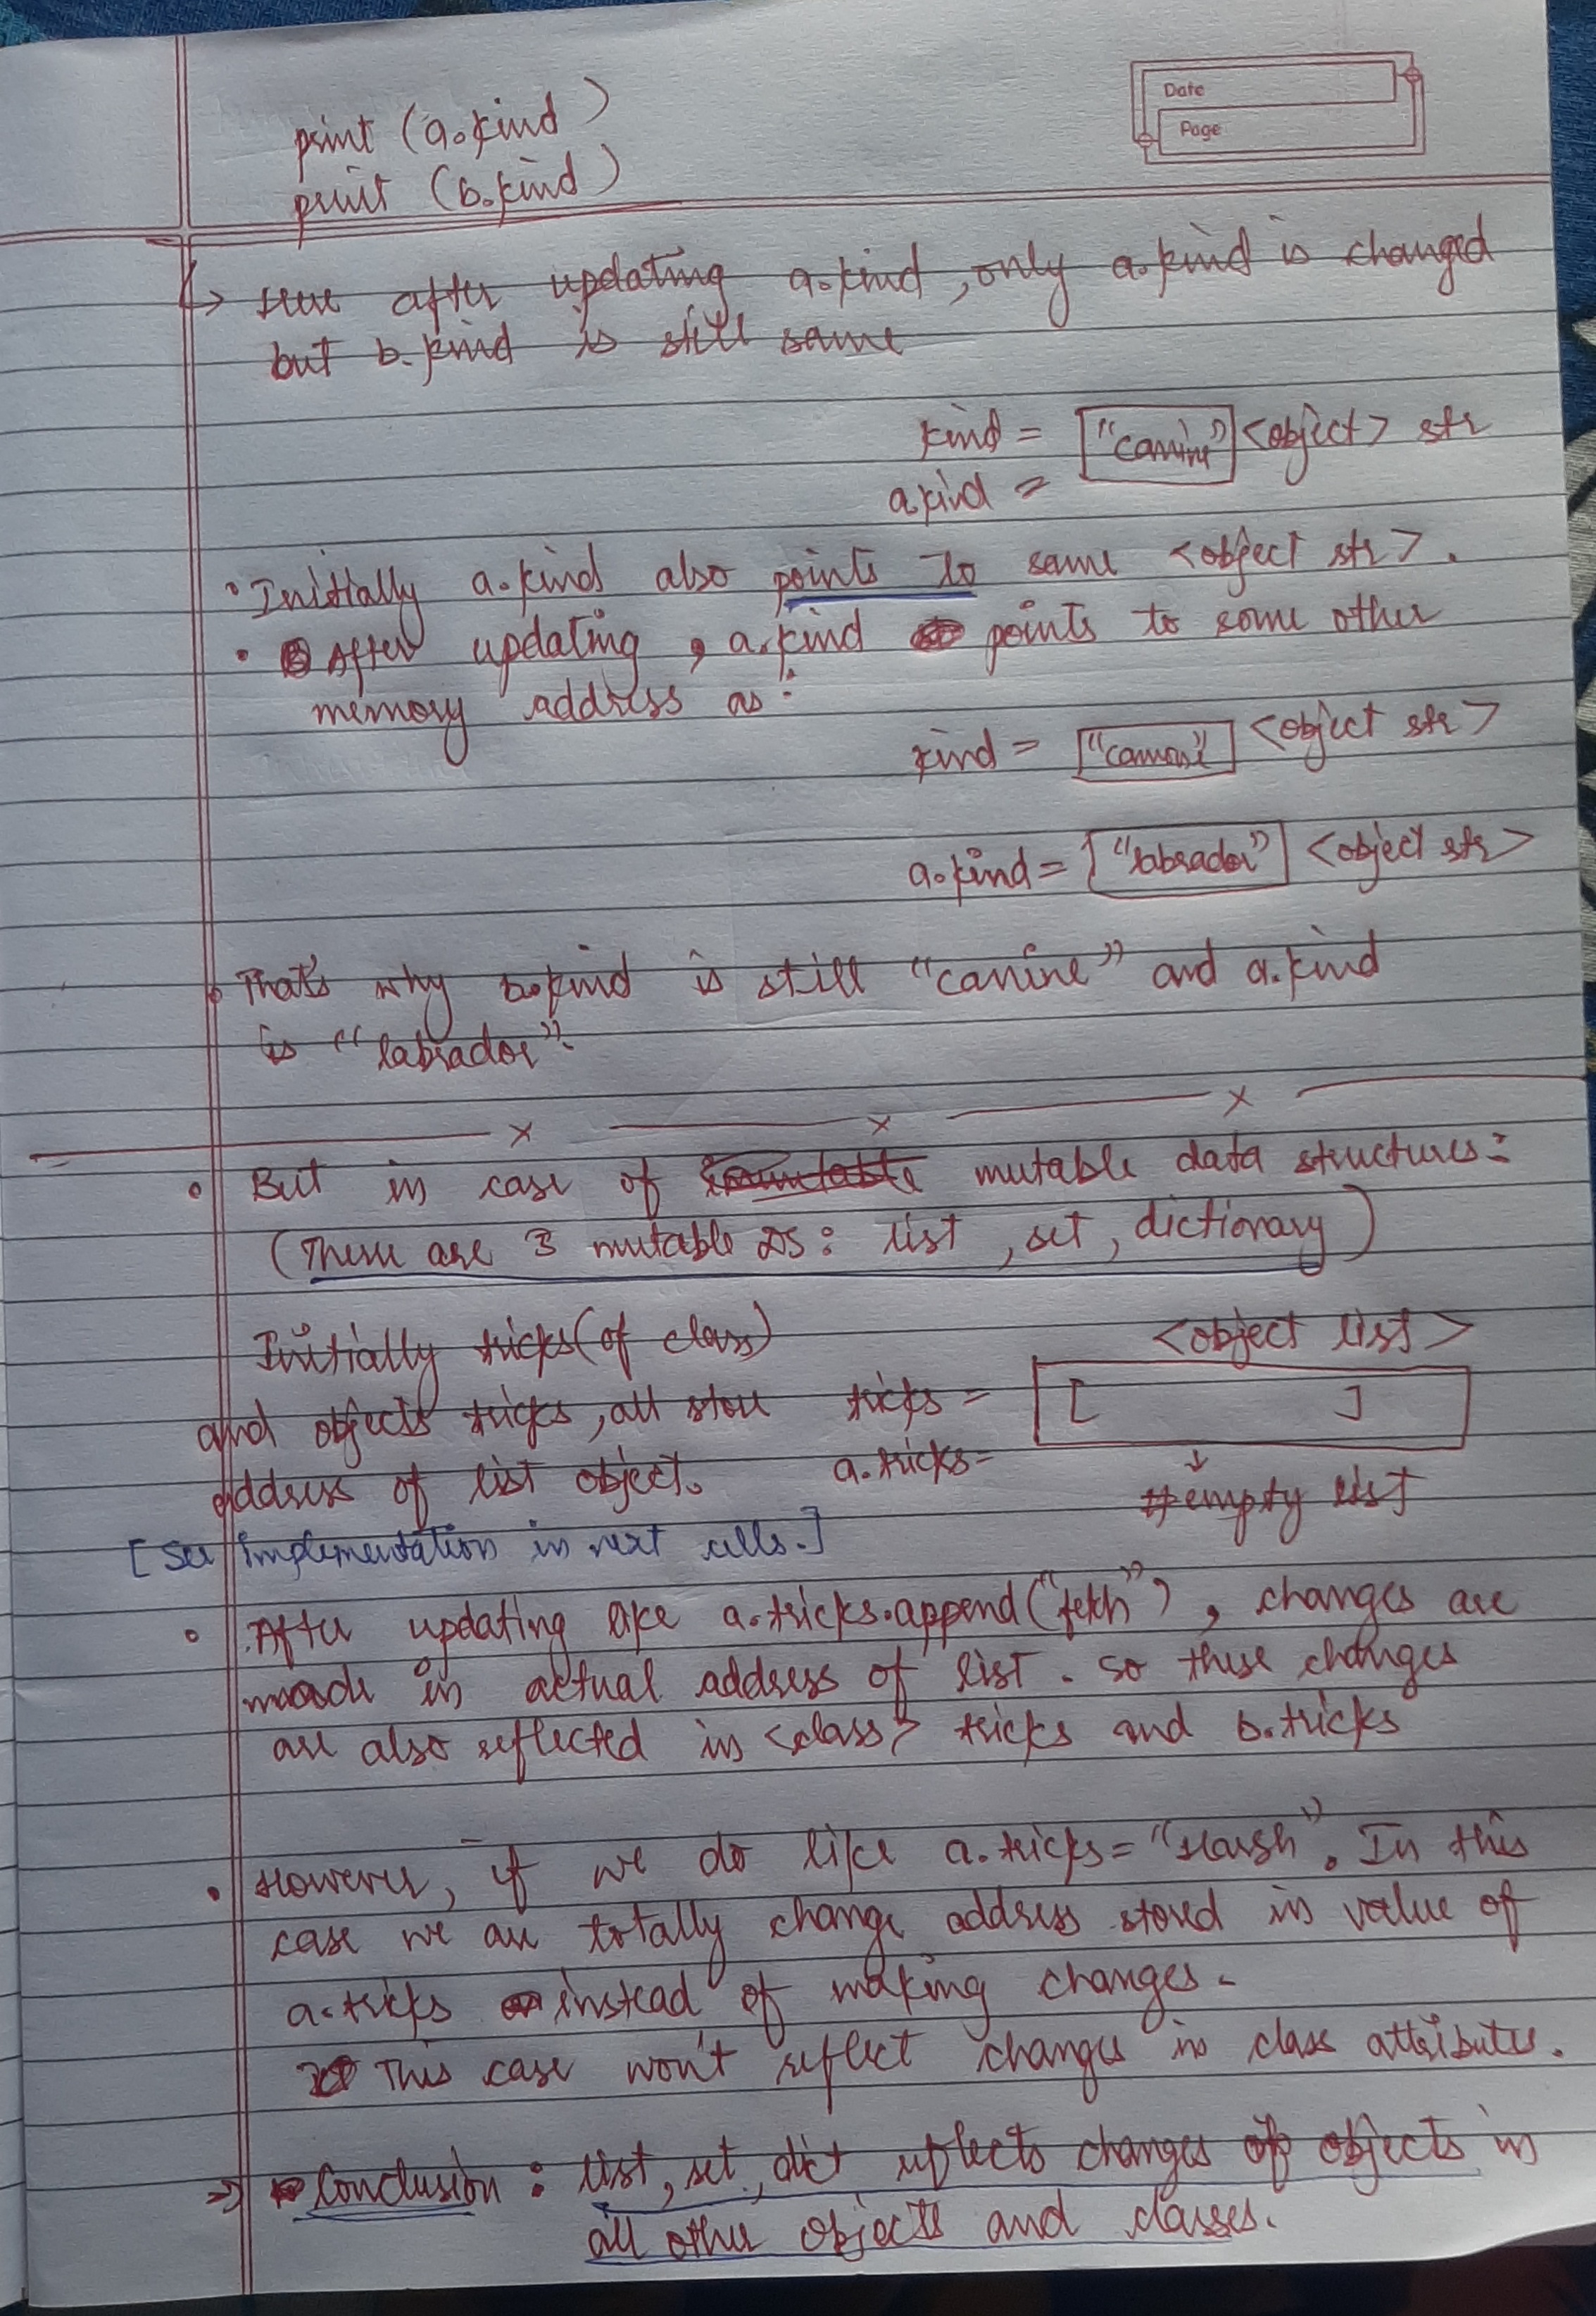 Date
Page
print (a.kind)
print (b.kind)
↳ Here after updating a.kind, only a.kind is changed
but b.kind is still same
kind = ["canine"] <object> str
a.kind =
• Initially a.kind also points to same <object str>.
• After updating, a.kind points to some other
memory address as :
kind = ["canine"] <object str>
a.kind = ["labrador"] <object str>
• That's why b.kind is still "canine" and a.kind
is "labrador".
x x x
• But in case of mutable data structures:
(There are 3 mutable DS: list, set, dictionary)
Initially tricks (of class)
<object list>
and objects tricks, all store tricks = [ ]
address of list object. a.tricks =
↓
# empty list
[See implementation in next cells.]
• After updating like a.tricks.append("fetch"), changes are
made in actual address of list. So these changes
are also reflected in <class> tricks and b.tricks
• However, if we do like a.tricks = "Harsh". In this
case we are totally change address stored in value of
a.tricks instead of making changes.
This case won't reflect changes in class attributes.
⇒ Conclusion : list, set, dict reflects changes of objects in
all other objects and classes.